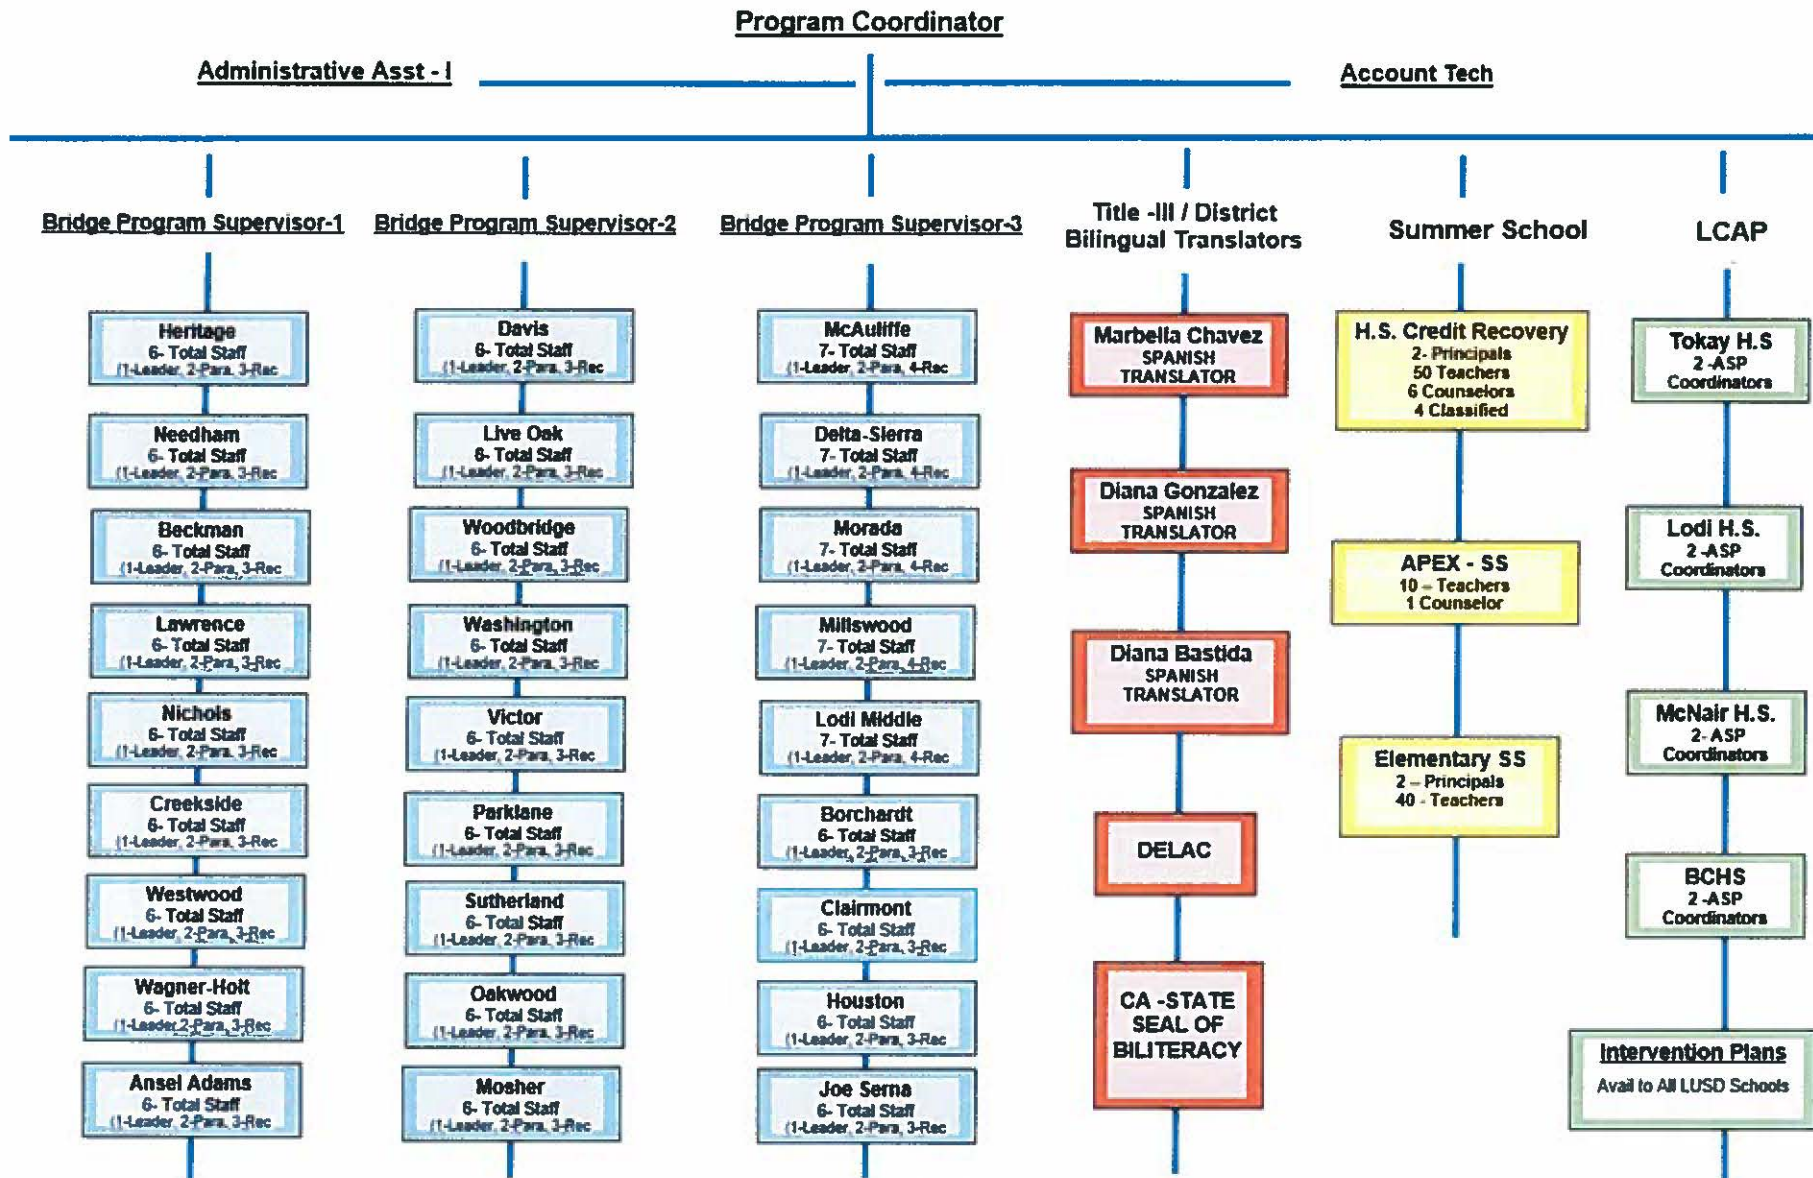 Program Coordinator
Administrative Asst - I
Account Tech
Bridge Program Supervisor-1
Heritage
6- Total Staff
(1-Leader, 2-Para, 3-Rec
Needham
6- Total Staff
(1-Leader, 2-Para, 3-Rec
Beckman
6- Total Staff
(1-Leader, 2-Para, 3-Rec
Lawrence
6- Total Staff
(1-Leader, 2-Para, 3-Rec
Nichols
6- Total Staff
(1-Leader, 2-Para, 3-Rec
Creekside
6- Total Staff
(1-Leader, 2-Para, 3-Rec
Westwood
6- Total Staff
(1-Leader, 2-Para, 3-Rec
Wagner-Holt
6- Total Staff
(1-Leader,2-Para, 3-Rec
Ansel Adams
6- Total Staff
(1-Leader, 2-Para, 3-Rec
Bridge Program Supervisor-2
Davis
6- Total Staff
(1-Leader, 2-Para, 3-Rec
Live Oak
6- Total Staff
(1-Leader, 2-Para, 3-Rec
Woodbridge
6- Total Staff
(1-Leader, 2-Para, 3-Rec
Washington
6- Total Staff
(1-Leader, 2-Para, 3-Rec
Victor
6- Total Staff
(1-Leader, 2-Para, 3-Rec
Parklane
6- Total Staff
(1-Leader, 2-Para, 3-Rec
Sutherland
6- Total Staff
(1-Leader, 2-Para, 3-Rec
Oakwood
6- Total Staff
(1-Leader, 2-Para, 3-Rec
Mosher
6- Total Staff
(1-Leader, 2-Para, 3-Rec
Bridge Program Supervisor-3
McAuliffe
7- Total Staff
(1-Leader, 2-Para, 4-Rec
Delta-Sierra
7- Total Staff
(1-Leader, 2-Para, 4-Rec
Morada
7- Total Staff
(1-Leader, 2-Para, 4-Rec
Millswood
7- Total Staff
(1-Leader, 2-Para, 4-Rec
Lodi Middle
7- Total Staff
(1-Leader, 2-Para, 4-Rec
Borchardt
6- Total Staff
(1-Leader, 2-Para, 3-Rec
Clairmont
6- Total Staff
(1-Leader, 2-Para, 3-Rec
Houston
6- Total Staff
(1-Leader, 2-Para, 3-Rec
Joe Serna
6- Total Staff
(1-Leader, 2-Para, 3-Rec
Title -III / District
Bilingual Translators
Marbella Chavez
SPANISH
TRANSLATOR
Diana Gonzalez
SPANISH
TRANSLATOR
Diana Bastida
SPANISH
TRANSLATOR
DELAC
CA -STATE
SEAL OF
BILITERACY
Summer School
H.S. Credit Recovery
2- Principals
50 Teachers
6 Counselors
4 Classified
APEX - SS
10 – Teachers
1 Counselor
Elementary SS
2 – Principals
40 - Teachers
LCAP
Tokay H.S
2 -ASP
Coordinators
Lodi H.S.
2 -ASP
Coordinators
McNair H.S.
2- ASP
Coordinators
BCHS
2 -ASP
Coordinators
Intervention Plans
Avail to All LUSD Schools